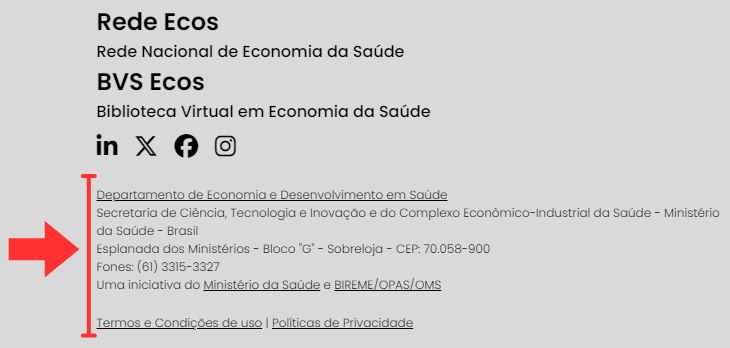 Rede Ecos
Rede Nacional de Economia da Saúde
BVS Ecos
Biblioteca Virtual em Economia da Saúde
Departamento de Economia e Desenvolvimento em Saúde
Secretaria de Ciência, Tecnologia e Inovação e do Complexo Econômico-Industrial da Saúde - Ministério
da Saúde - Brasil
Esplanada dos Ministérios - Bloco "G" - Sobreloja - CEP: 70.058-900
Fones: (61) 3315-3327
Uma iniciativa do Ministério da Saúde e BIREME/OPAS/OMS
Termos e Condições de uso | Políticas de Privacidade